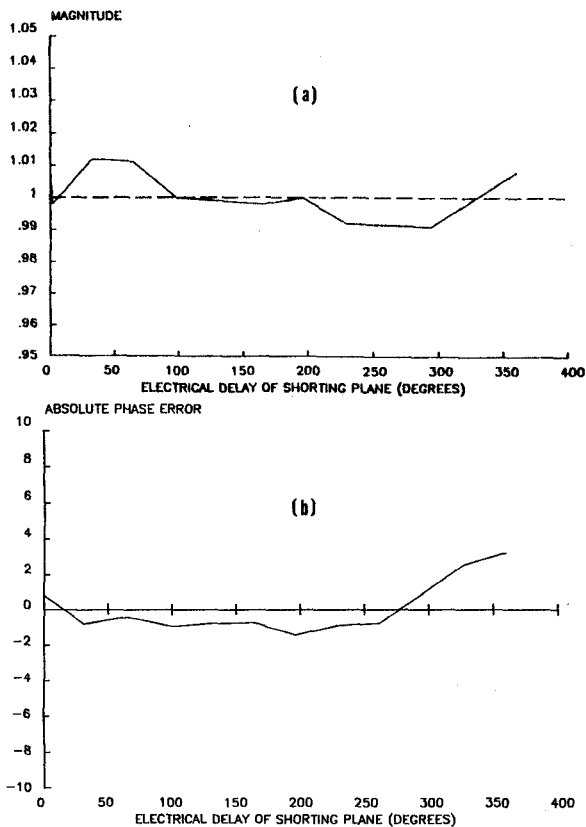 MAGNITUDE
1.05
1.04
(a)
1.03
1.02
1.01
1
.99
.98
.97
.96
.95
0 50 100 150 200 250 300 350 400
ELECTRICAL DELAY OF SHORTING PLANE (DEGREES)
ABSOLUTE PHASE ERROR
10
8
6
(b)
4
2
0
-2
-4
-6
-8
-10
0 50 100 150 200 250 300 350 400
ELECTRICAL DELAY OF SHORTING PLANE (DEGREES)